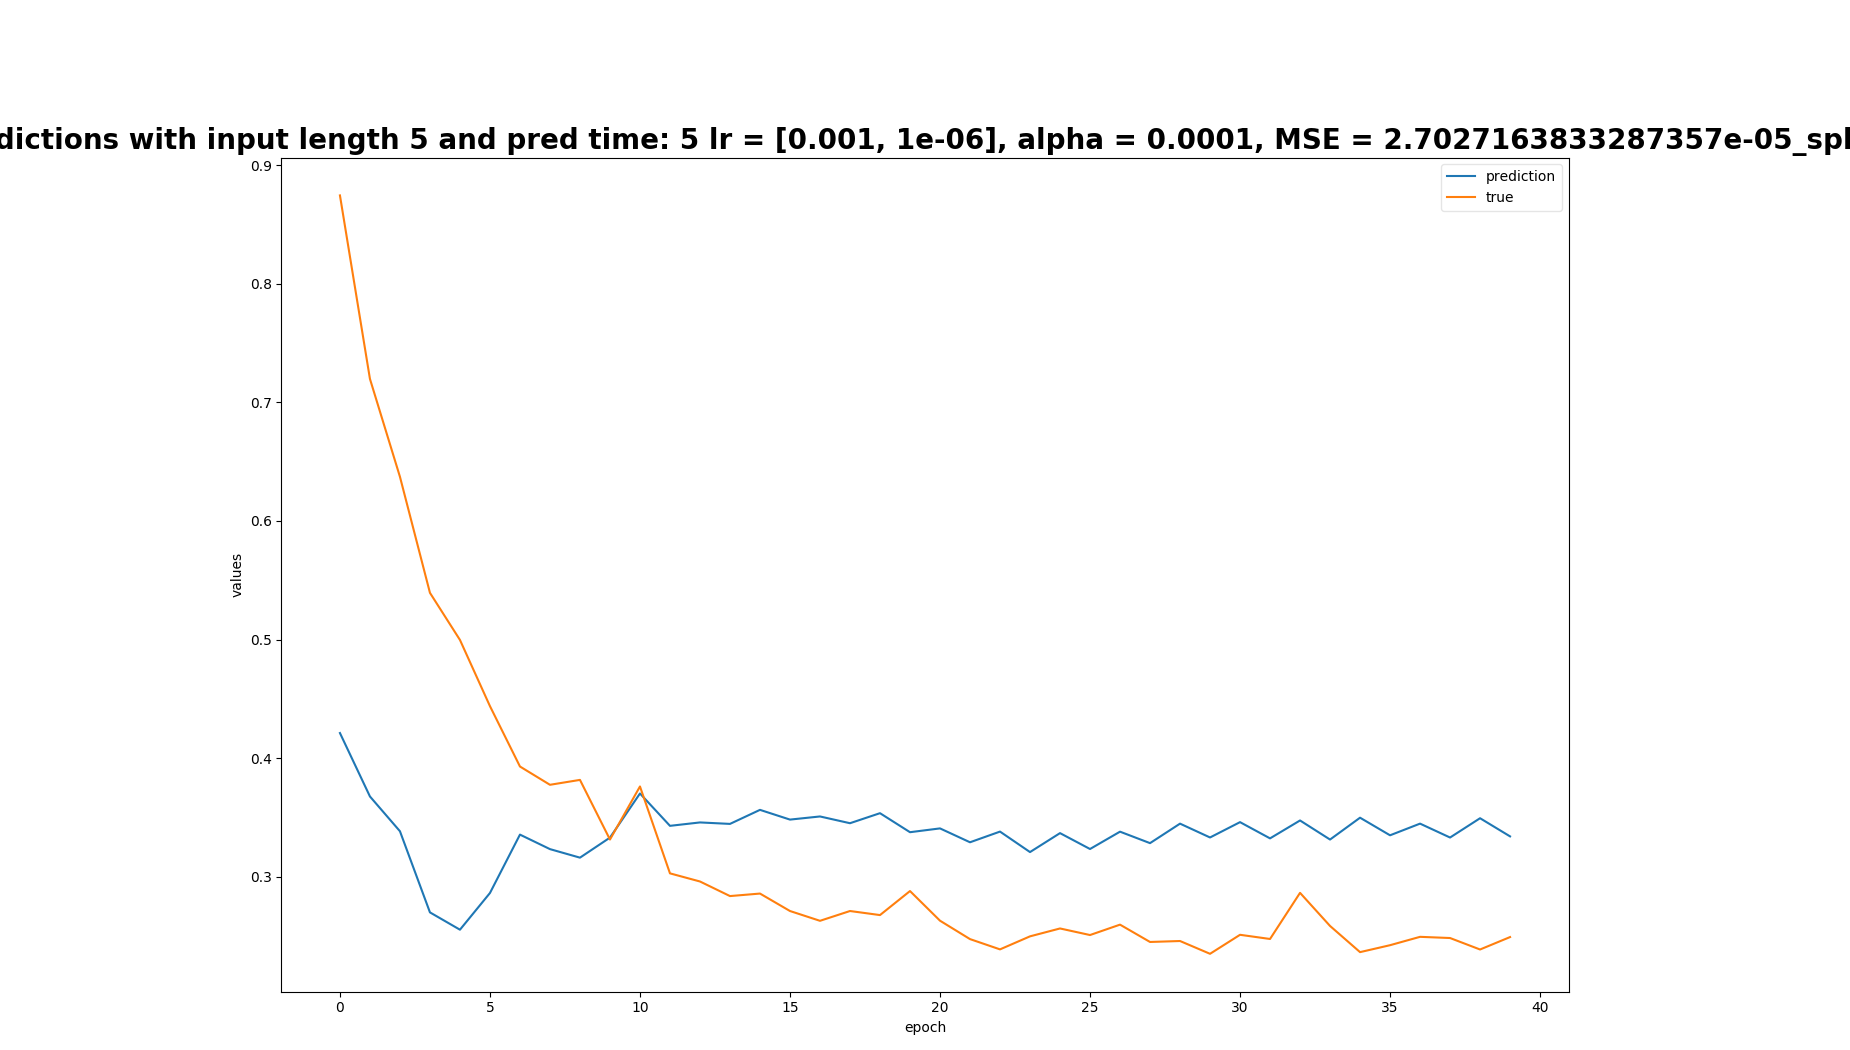 dictions with input length 5 and pred time: 5 lr = [0.001, 1e-06], alpha = 0.0001, MSE = 2.7027163833287357e-05_spl
prediction
true
0.9
0.8
0.7
0.6
0.5
0.4
0.3
values
0 5 10 15 20 25 30 35 40
epoch